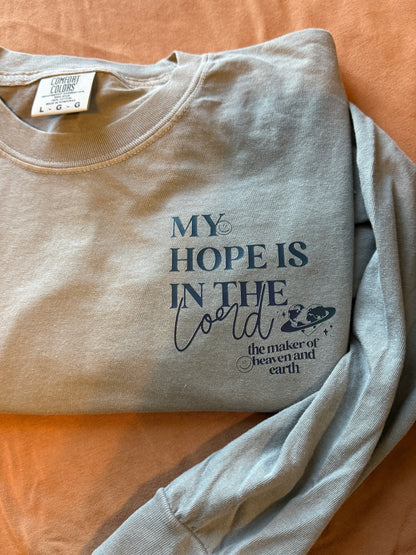 COMFORT
COLORS
L - G - G
MY
HOPE IS
IN THE
Lord
the maker of
heaven and
earth